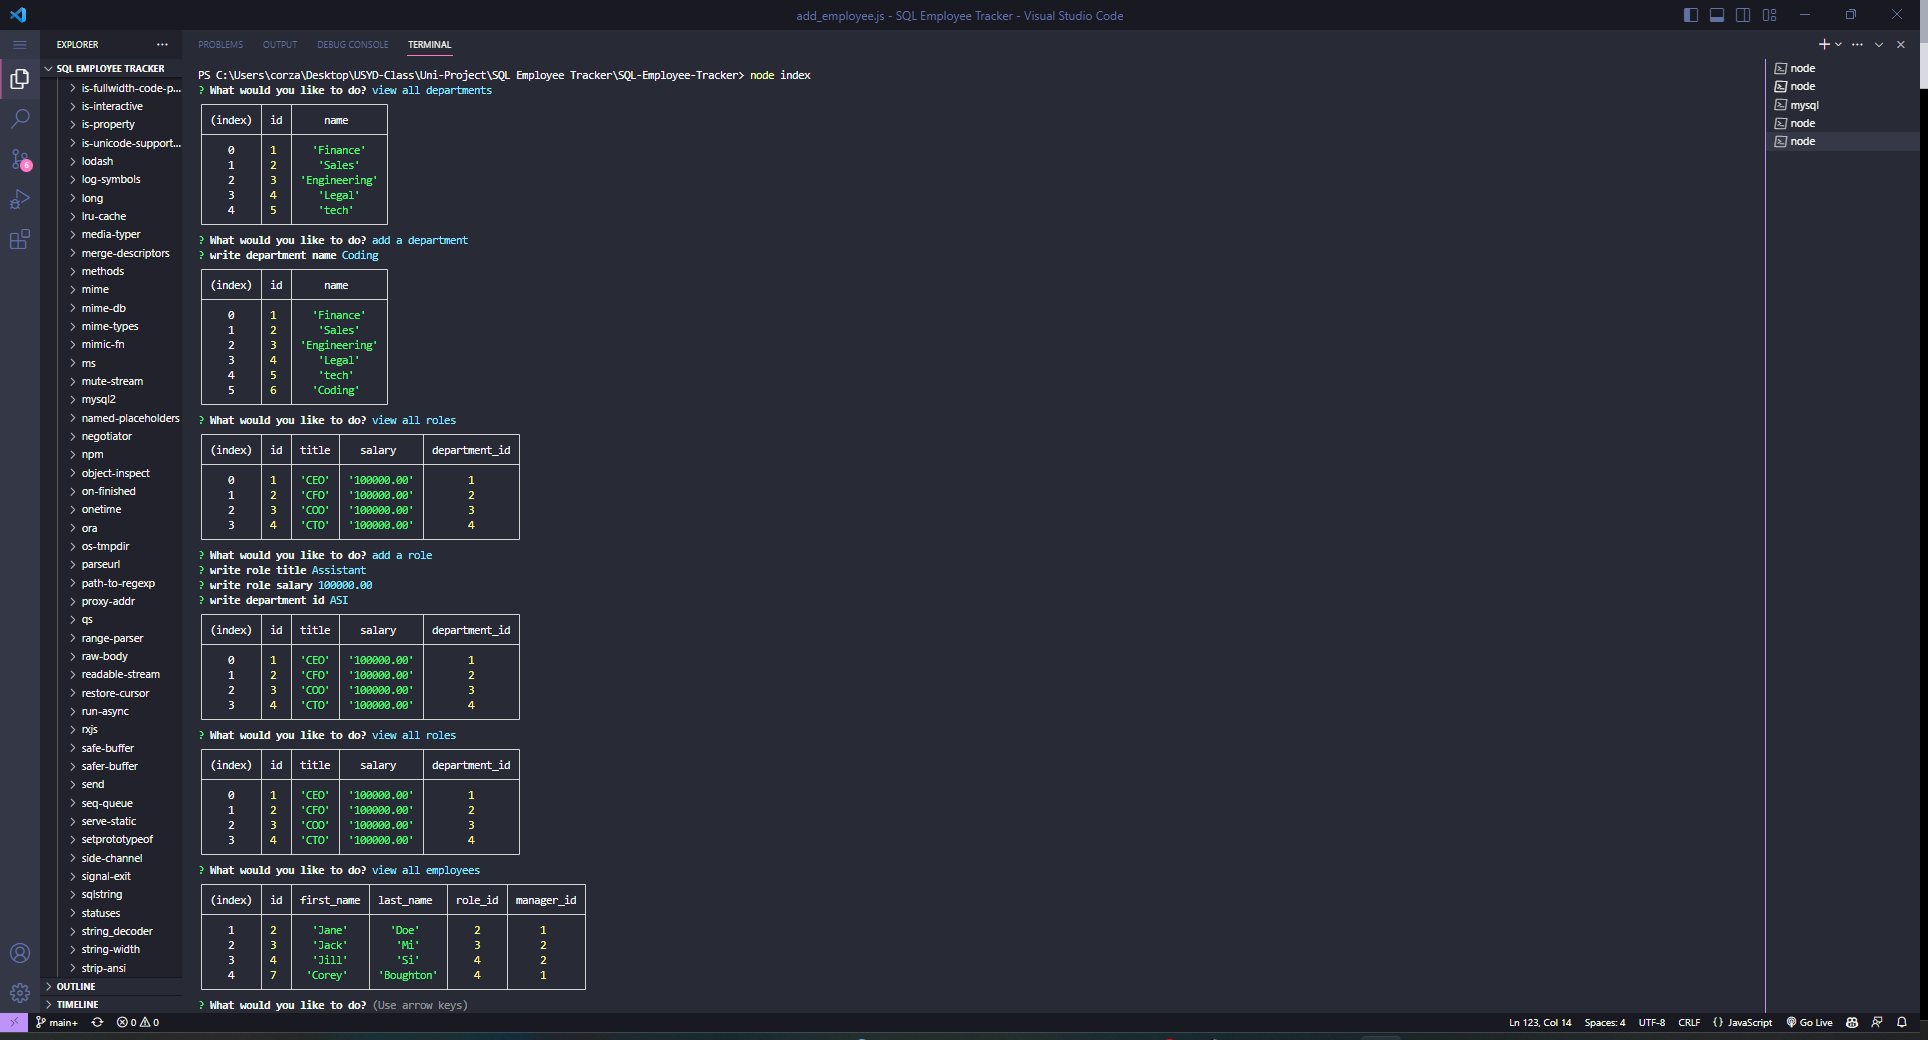 add_employee.js - SQL Employee Tracker - Visual Studio Code
EXPLORER
PROBLEMS OUTPUT DEBUG CONSOLE TERMINAL
SQL EMPLOYEE TRACKER
is-fullwidth-code-p...
is-interactive
is-property
is-unicode-support...
lodash
log-symbols
long
lru-cache
media-typer
merge-descriptors
methods
mime
mime-db
mime-types
mimic-fn
ms
mute-stream
mysql2
named-placeholders
negotiator
npm
object-inspect
on-finished
onetime
ora
os-tmpdir
parseurl
path-to-regexp
proxy-addr
qs
range-parser
raw-body
readable-stream
restore-cursor
run-async
rxjs
safe-buffer
safer-buffer
send
seq-queue
serve-static
setprototypeof
side-channel
signal-exit
sqlstring
statuses
string_decoder
string-width
strip-ansi
OUTLINE
TIMELINE
6
PS C:\Users\corza\Desktop\USYD-Class\Uni-Project\SQL Employee Tracker\SQL-Employee-Tracker> node index
? What would you like to do? view all departments
(index) id name
0 1 'Finance'
1 2 'Sales'
2 3 'Engineering'
3 4 'Legal'
4 5 'tech'
? What would you like to do? add a department
? write department name Coding
(index) id name
0 1 'Finance'
1 2 'Sales'
2 3 'Engineering'
3 4 'Legal'
4 5 'tech'
5 6 'Coding'
? What would you like to do? view all roles
(index) id title salary department_id
0 1 'CEO' '100000.00' 1
1 2 'CFO' '100000.00' 2
2 3 'COO' '100000.00' 3
3 4 'CTO' '100000.00' 4
? What would you like to do? add a role
? write role title Assistant
? write role salary 100000.00
? write department id ASI
(index) id title salary department_id
0 1 'CEO' '100000.00' 1
1 2 'CFO' '100000.00' 2
2 3 'COO' '100000.00' 3
3 4 'CTO' '100000.00' 4
? What would you like to do? view all roles
(index) id title salary department_id
0 1 'CEO' '100000.00' 1
1 2 'CFO' '100000.00' 2
2 3 'COO' '100000.00' 3
3 4 'CTO' '100000.00' 4
? What would you like to do? view all employees
(index) id first_name last_name role_id manager_id
1 2 'Jane' 'Doe' 2 1
2 3 'Jack' 'Mi' 3 2
3 4 'Jill' 'Si' 4 2
4 7 'Corey' 'Boughton' 4 1
? What would you like to do? (Use arrow keys)
node
node
mysql
node
node
main+ 0 0 Ln 123, Col 14 Spaces: 4 UTF-8 CRLF {} JavaScript Go Live